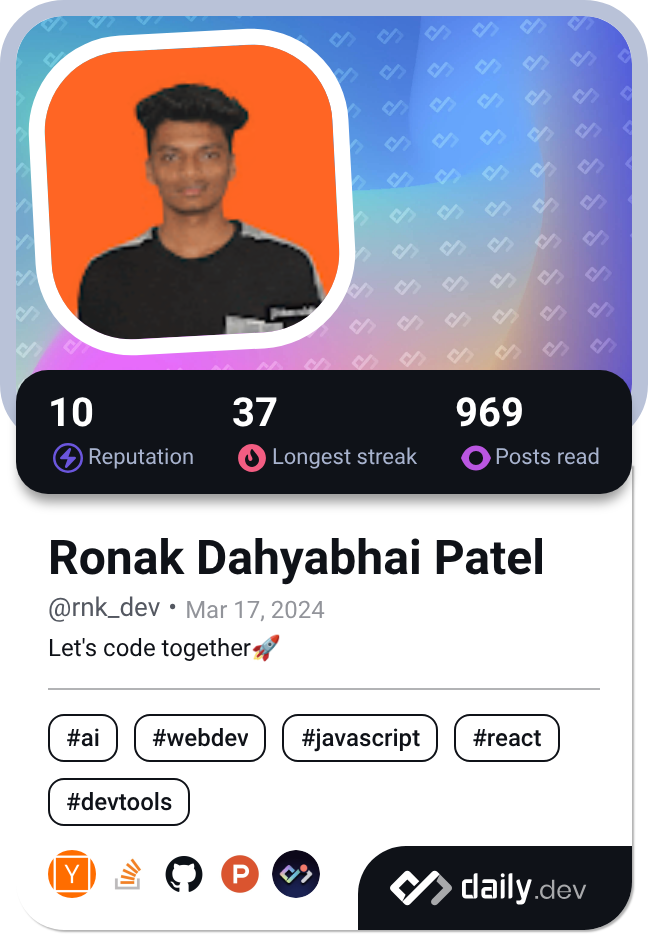 10 37 969
Reputation Longest streak Posts read
Ronak Dahyabhai Patel
@rnk_dev • Mar 17, 2024
Let's code together🚀
#ai #webdev #javascript #react
#devtools
Y P daily.dev